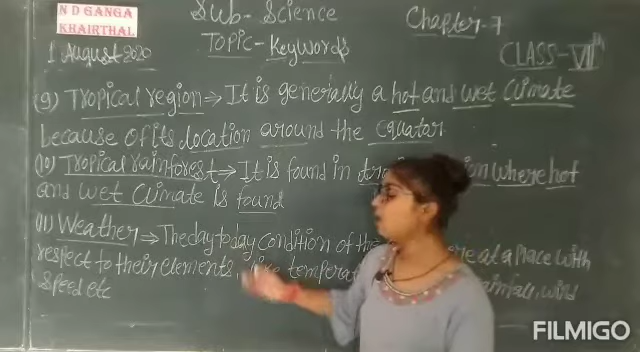 N D GANGA
KHAIRTHAL
Sub- Science
Chapter-7
1 August 2020
TOPIC - Keywords
CLASS-VII th
(9) Tropical region → It is generally a hot and wet climate
because of its location around the equator
(10) Tropical rainforest → It is found in where hot
and wet climate is found
(11) Weather → The day to day condition of the at a place with
respect to their elements, like rainfall, wind
Speed etc
FILMIGO